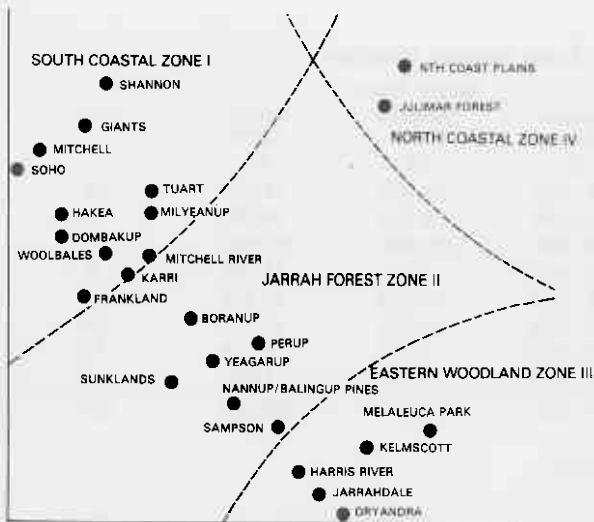 SOUTH COASTAL ZONE I
SHANNON
NTH COAST PLAINS
JULIMAR FOREST
GIANTS
NORTH COASTAL ZONE IV
MITCHELL
SOHO
TUART
HAKEA
MILYEANUP
DOMBAKUP
WOOLBALES
MITCHELL RIVER
KARRI
JARRAH FOREST ZONE II
FRANKLAND
BORANUP
PERUP
YEAGARUP
EASTERN WOODLAND ZONE III
SUNKLANDS
NANNUP/BALINGUP PINES
MELALEUCA PARK
SAMPSON
KELMSCOTT
HARRIS RIVER
JARRAHDALE
DRYANDRA